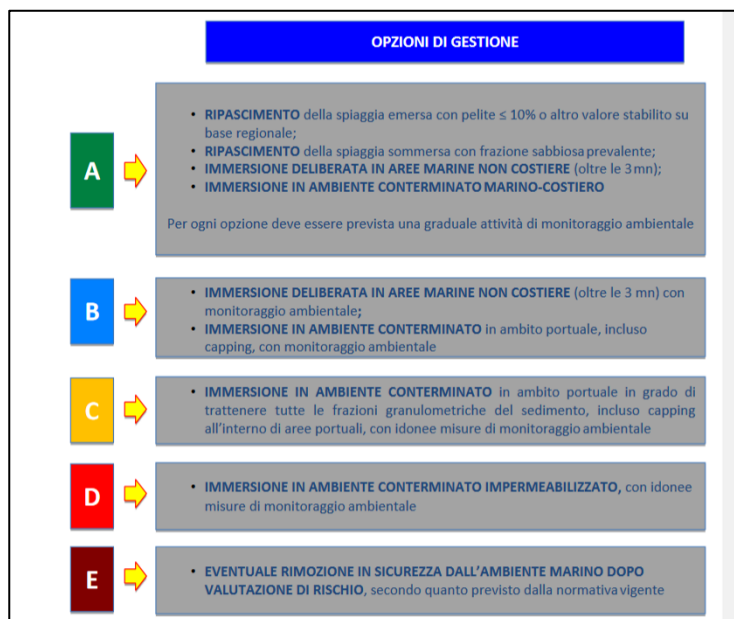 OPZIONI DI GESTIONE
A
• RIPASCIMENTO della spiaggia emersa con pelite ≤ 10% o altro valore stabilito su
base regionale;
• RIPASCIMENTO della spiaggia sommersa con frazione sabbiosa prevalente;
• IMMERSIONE DELIBERATA IN AREE MARINE NON COSTIERE (oltre le 3 mn);
• IMMERSIONE IN AMBIENTE CONTERMINATO MARINO-COSTIERO
Per ogni opzione deve essere prevista una graduale attività di monitoraggio ambientale
B
• IMMERSIONE DELIBERATA IN AREE MARINE NON COSTIERE (oltre le 3 mn) con
monitoraggio ambientale;
• IMMERSIONE IN AMBIENTE CONTERMINATO in ambito portuale, incluso
capping, con monitoraggio ambientale
C
• IMMERSIONE IN AMBIENTE CONTERMINATO in ambito portuale in grado di
trattenere tutte le frazioni granulometriche del sedimento, incluso capping
all'interno di aree portuali, con idonee misure di monitoraggio ambientale
D
• IMMERSIONE IN AMBIENTE CONTERMINATO IMPERMEABILIZZATO, con idonee
misure di monitoraggio ambientale
E
• EVENTUALE RIMOZIONE IN SICUREZZA DALL'AMBIENTE MARINO DOPO
VALUTAZIONE DI RISCHIO, secondo quanto previsto dalla normativa vigente